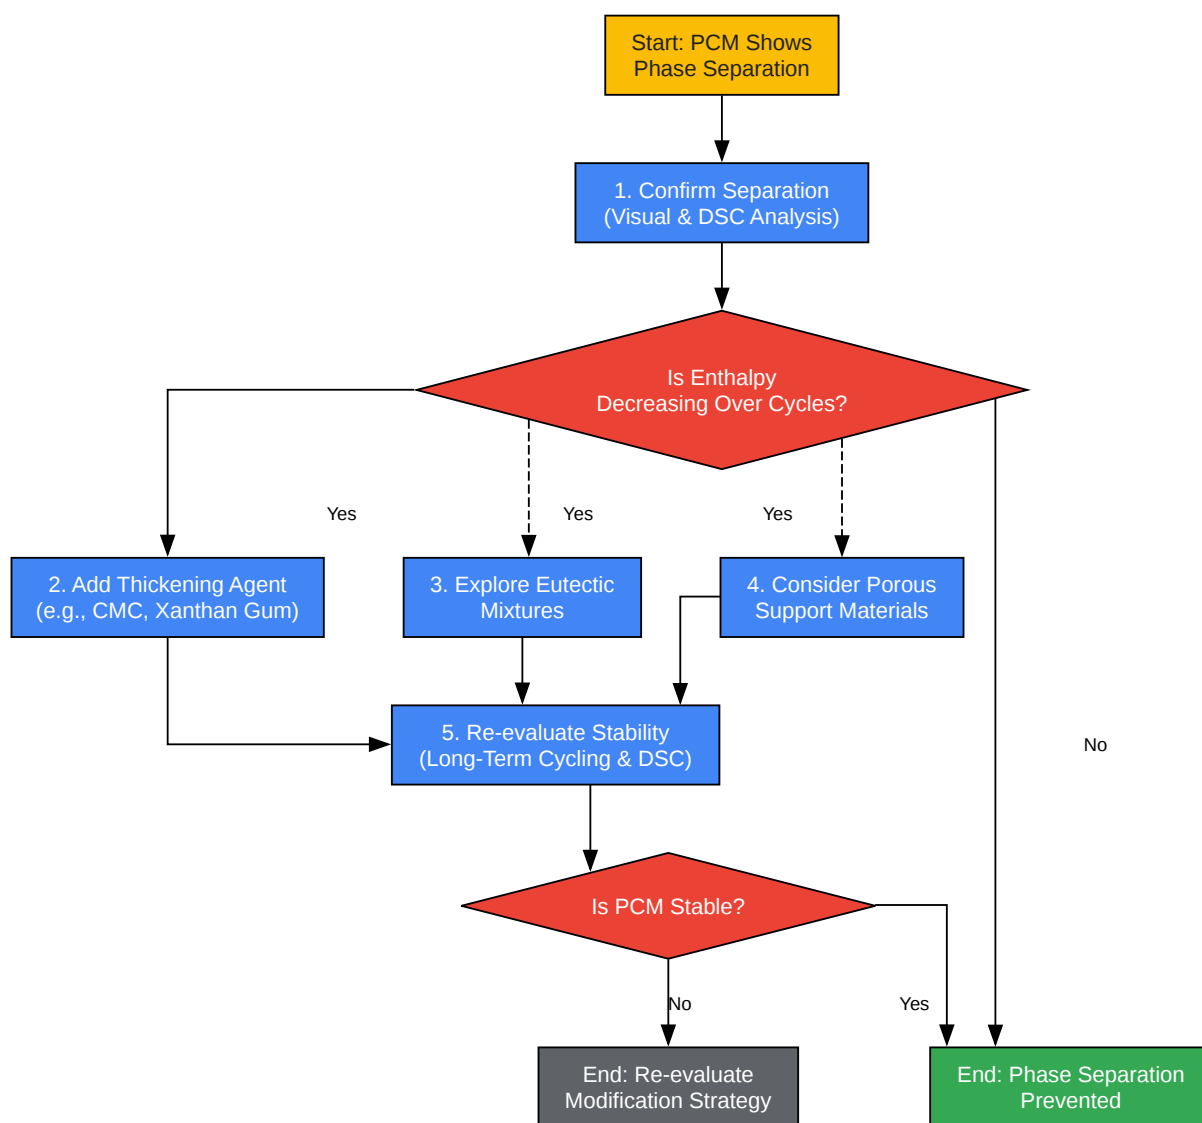 Start: PCM Shows
Phase Separation
1. Confirm Separation
(Visual & DSC Analysis)
Is Enthalpy
Decreasing Over Cycles?
Yes
Yes
Yes
2. Add Thickening Agent
(e.g., CMC, Xanthan Gum)
3. Explore Eutectic
Mixtures
4. Consider Porous
Support Materials
5. Re-evaluate Stability
(Long-Term Cycling & DSC)
No
Is PCM Stable?
No
Yes
End: Re-evaluate
Modification Strategy
End: Phase Separation
Prevented